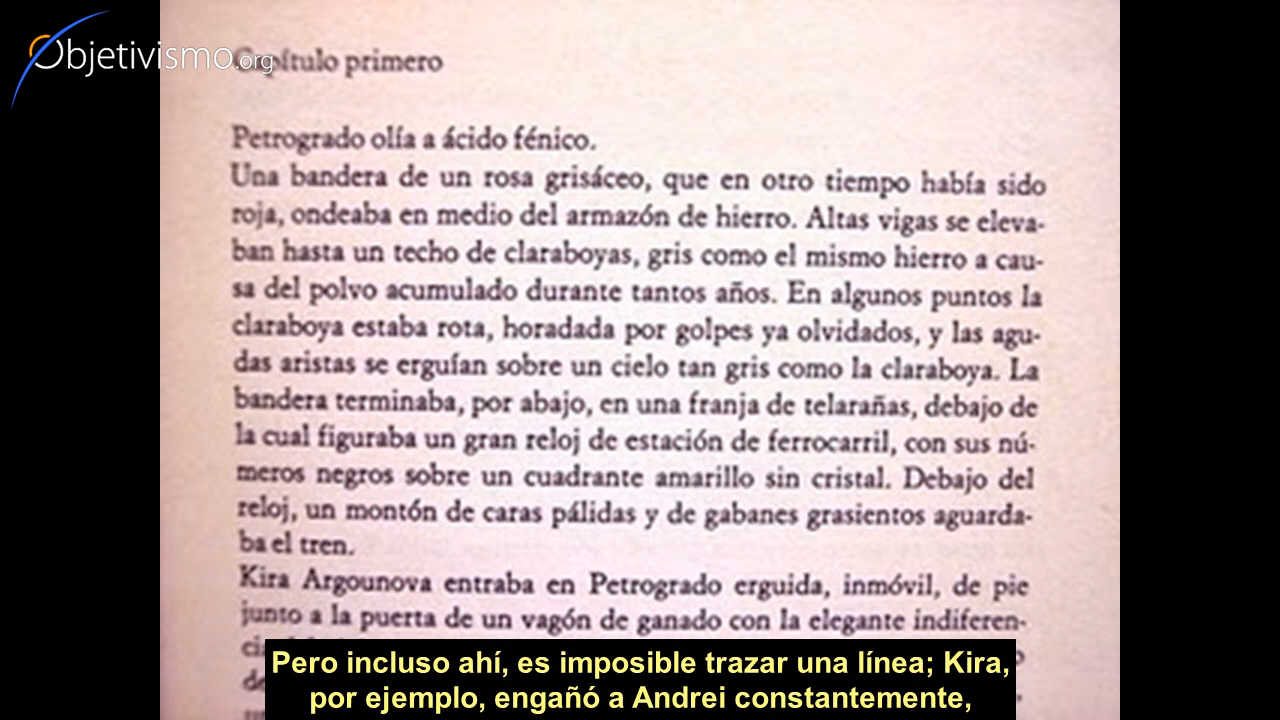 Objetivismo.org
Capítulo primero
Petrogrado olía a ácido fénico.
Una bandera de un rosa grisáceo, que en otro tiempo había sido
roja, ondeaba en medio del armazón de hierro. Altas vigas se eleva-
ban hasta un techo de claraboyas, gris como el mismo hierro a cau-
sa del polvo acumulado durante tantos años. En algunos puntos la
claraboya estaba rota, horadada por golpes ya olvidados, y las agu-
das aristas se erguían sobre un cielo tan gris como la claraboya. La
bandera terminaba, por abajo, en una franja de telarañas, debajo de
la cual figuraba un gran reloj de estación de ferrocarril, con sus nú-
meros negros sobre un cuadrante amarillo sin cristal. Debajo del
reloj, un montón de caras pálidas y de gabanes grasientos aguarda-
ba el tren.
Kira Argounova entraba en Petrogrado erguida, inmóvil, de pie
junto a la puerta de un vagón de ganado con la elegante indiferen-
Pero incluso ahí, es imposible trazar una línea; Kira,
por ejemplo, engañó a Andrei constantemente,